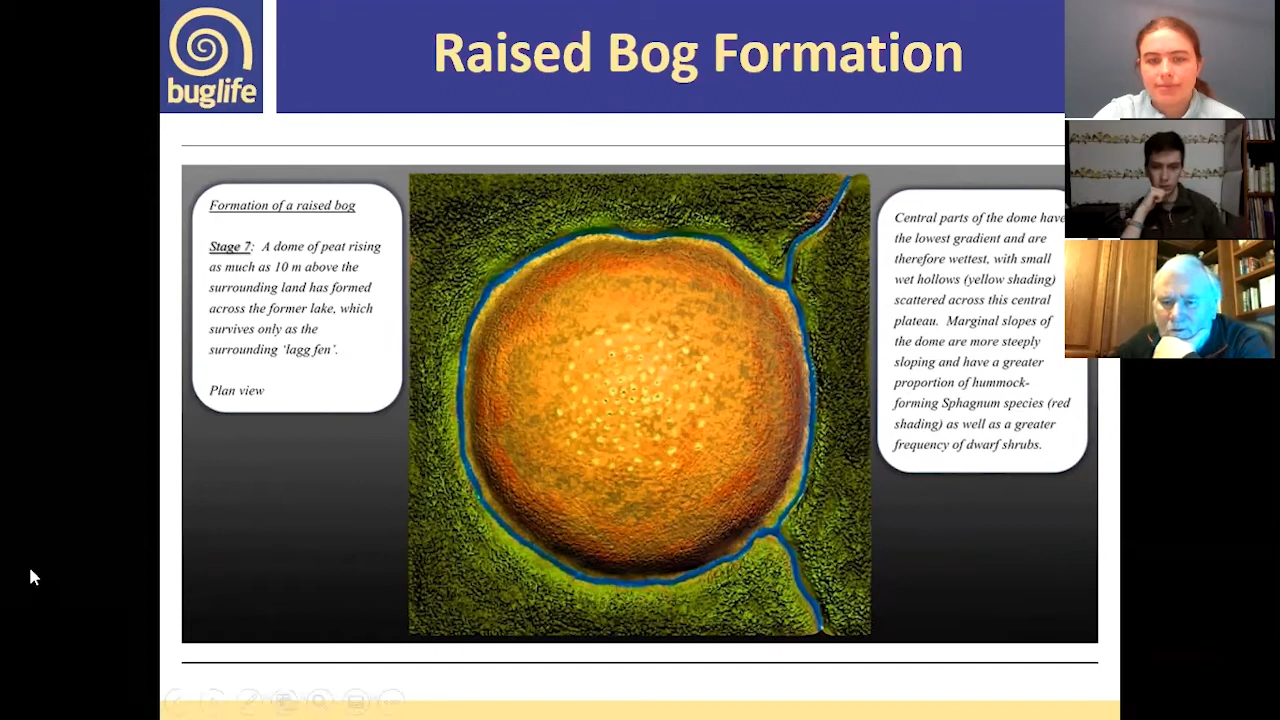 buglife
Raised Bog Formation
Formation of a raised bog
Stage 7: A dome of peat rising
as much as 10 m above the
surrounding land has formed
across the former lake, which
survives only as the
surrounding ‘lagg fen’.
Plan view
Central parts of the dome have
the lowest gradient and are
therefore wettest, with small
wet hollows (yellow shading)
scattered across this central
plateau. Marginal slopes of
the dome are more steeply
sloping and have a greater
proportion of hummock-
forming Sphagnum species (red
shading) as well as a greater
frequency of dwarf shrubs.